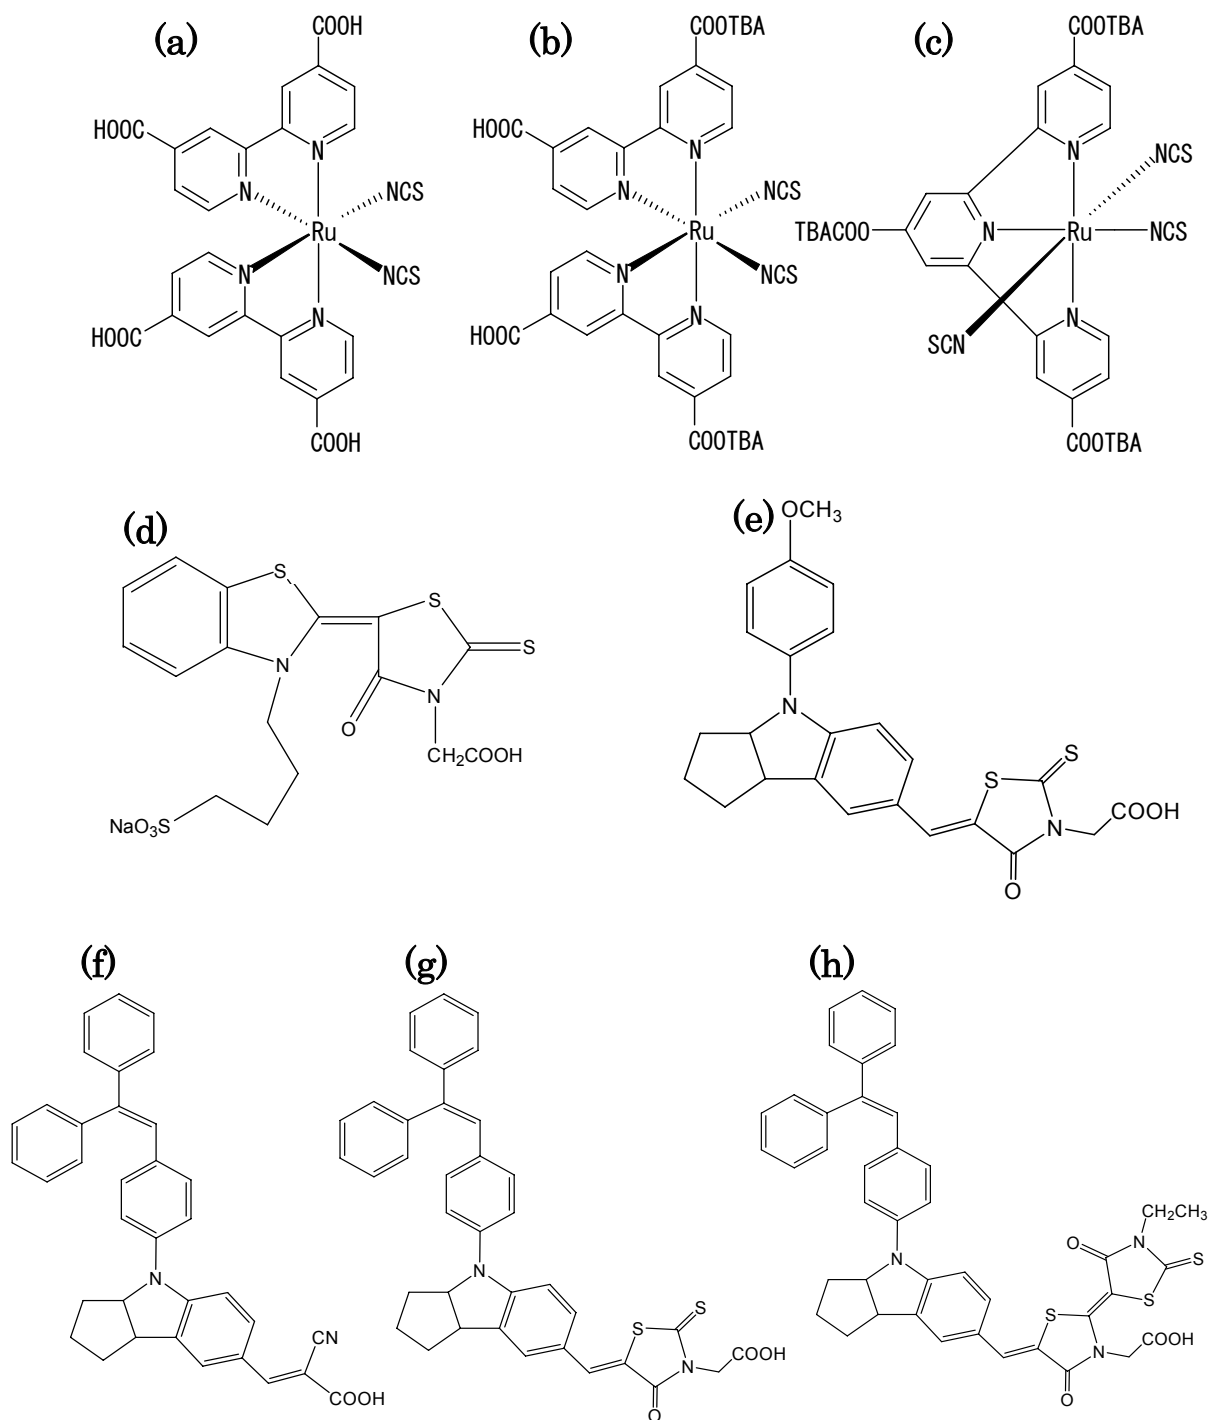 (a) (b) (c)
COOH COOTBA COOTBA
HOOC HOOC
N N N
NCS NCS NCS
N N
Ru Ru TBACOO N Ru NCS
N NCS N NCS
N N N
HOOC HOOC SCN
COOH COOTBA COOTBA
(d) (e) OCH3
S S
S
N N
O N
CH2COOH
NaO3S
N
S S
COOH
N
O
(f) (g) (h)
CH2CH3
O N S
N N N
S
S S S
CN COOH N COOH
N
COOH O O